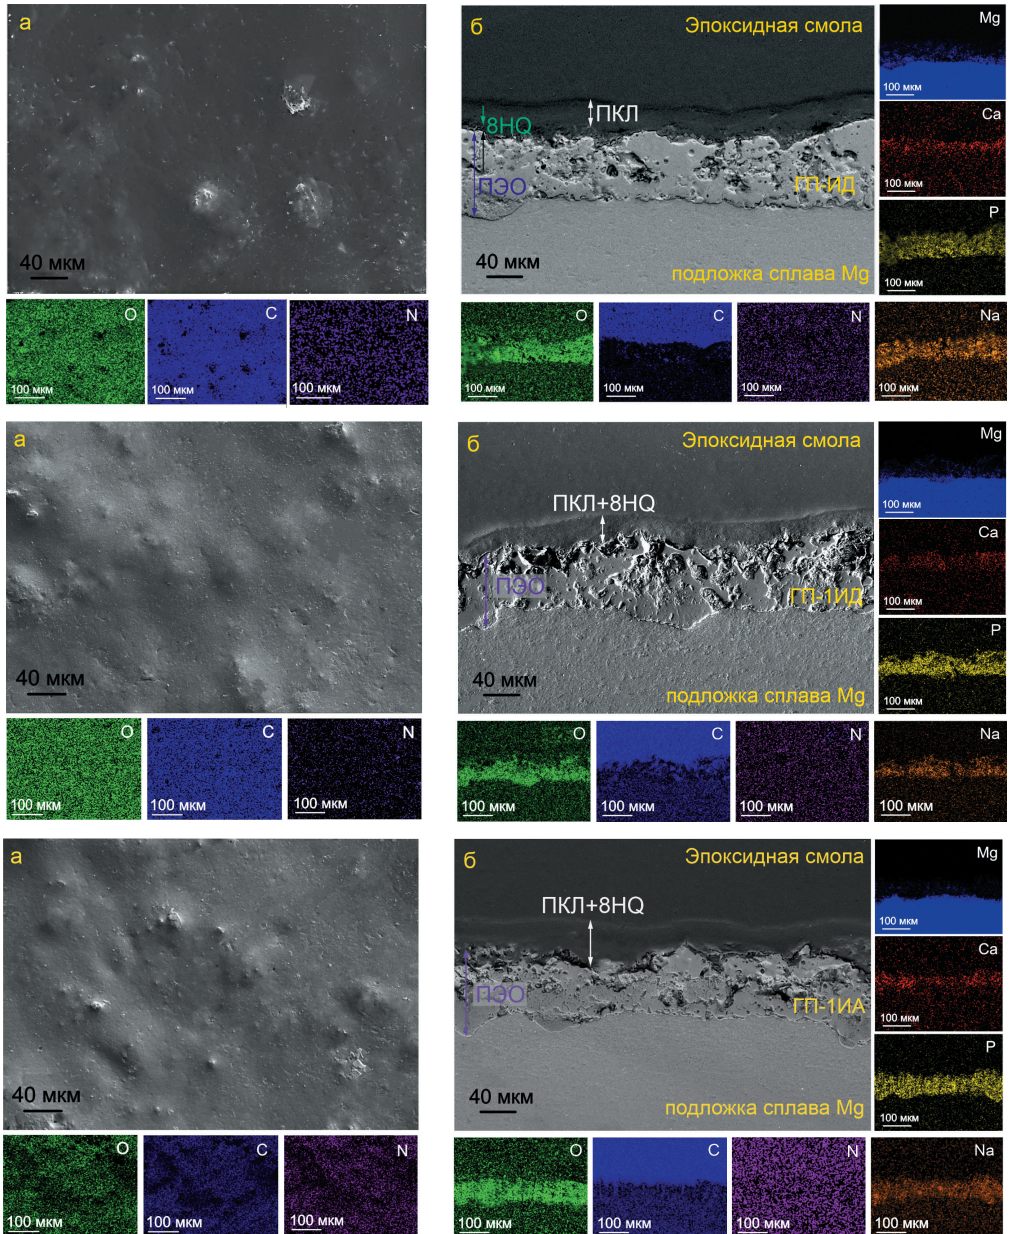 а
40 мкм
O
100 мкм
C
100 мкм
N
100 мкм
б
Эпоксидная смола
ПКЛ
8HQ
ПЭО
ГП-ИД
40 мкм
подложка сплава Mg
Mg
100 мкм
Ca
100 мкм
P
100 мкм
O
100 мкм
C
100 мкм
N
100 мкм
Na
100 мкм
а
40 мкм
O
100 мкм
C
100 мкм
N
100 мкм
б
Эпоксидная смола
ПКЛ+8HQ
ПЭО
ГП-1ИД
40 мкм
подложка сплава Mg
Mg
100 мкм
Ca
100 мкм
P
100 мкм
O
100 мкм
C
100 мкм
N
100 мкм
Na
100 мкм
а
40 мкм
O
100 мкм
C
100 мкм
N
100 мкм
б
Эпоксидная смола
ПКЛ+8HQ
ПЭО
ГП-1ИА
40 мкм
подложка сплава Mg
Mg
100 мкм
Ca
100 мкм
P
100 мкм
O
100 мкм
C
100 мкм
N
100 мкм
Na
100 мкм